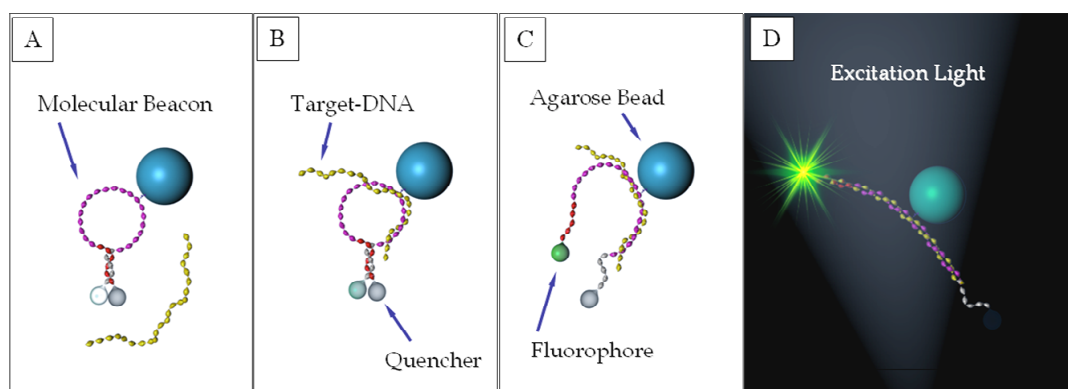 A
Molecular Beacon
B
Target-DNA
Quencher
C
Agarose Bead
Fluorophore
D
Excitation Light